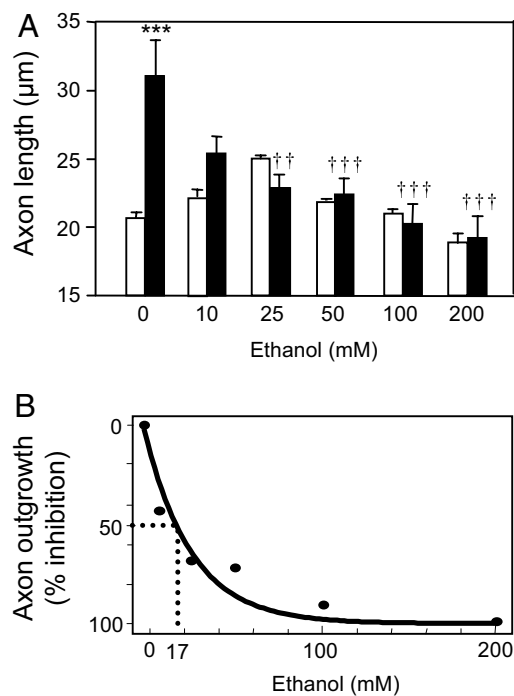 A
Axon length (µm)
35
30
25
20
15
***
††
†††
†††
†††
0 10 25 50 100 200
Ethanol (mM)
B
Axon outgrowth
(% inhibition)
0
50
100
0 17 100 200
Ethanol (mM)